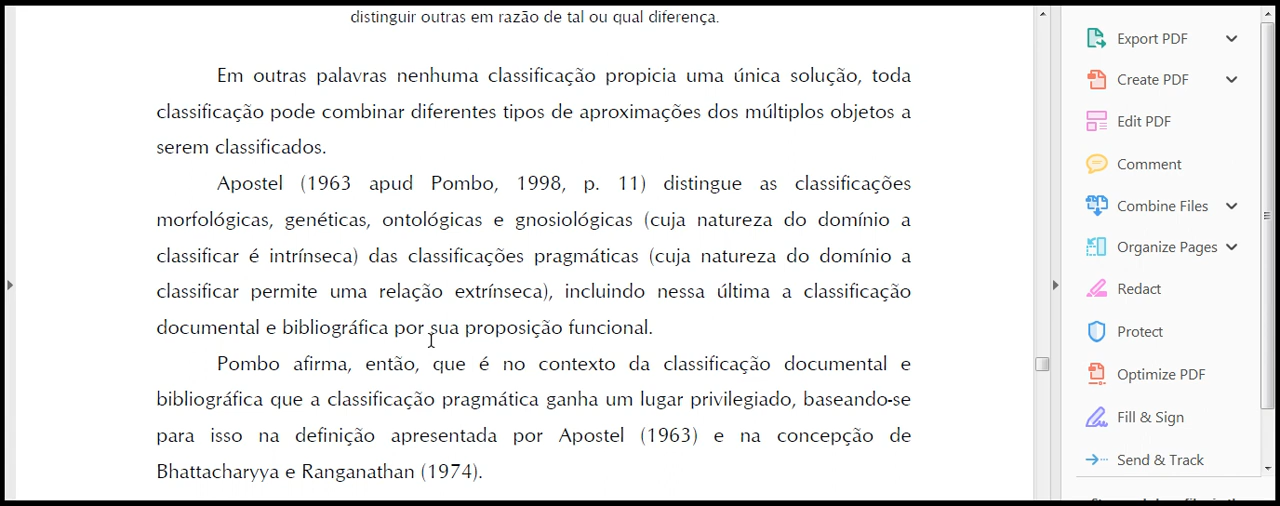 distinguir outras em razão de tal ou qual diferença.
Em outras palavras nenhuma classificação propicia uma única solução, toda
classificação pode combinar diferentes tipos de aproximações dos múltiplos objetos a
serem classificados.
Apostel (1963 apud Pombo, 1998, p. 11) distingue as classificações
morfológicas, genéticas, ontológicas e gnosiológicas (cuja natureza do domínio a
classificar é intrínseca) das classificações pragmáticas (cuja natureza do domínio a
classificar permite uma relação extrínseca), incluindo nessa última a classificação
documental e bibliográfica por sua proposição funcional.
Pombo afirma, então, que é no contexto da classificação documental e
bibliográfica que a classificação pragmática ganha um lugar privilegiado, baseando-se
para isso na definição apresentada por Apostel (1963) e na concepção de
Bhattacharyya e Ranganathan (1974).
Export PDF
Create PDF
Edit PDF
Comment
Combine Files
Organize Pages
Redact
Protect
Optimize PDF
Fill & Sign
Send & Track